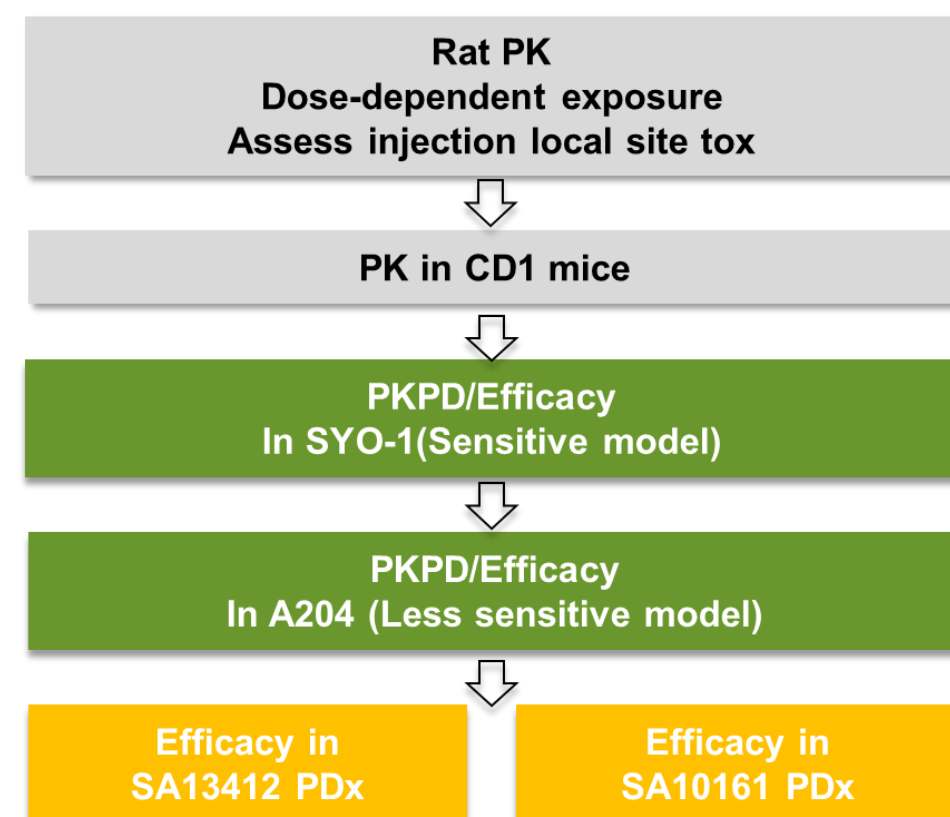 Rat PK
Dose-dependent exposure
Assess injection local site tox
PK in CD1 mice
PKPD/Efficacy
In SYO-1(Sensitive model)
PKPD/Efficacy
In A204 (Less sensitive model)
Efficacy in
SA13412 PDx
Efficacy in
SA10161 PDx